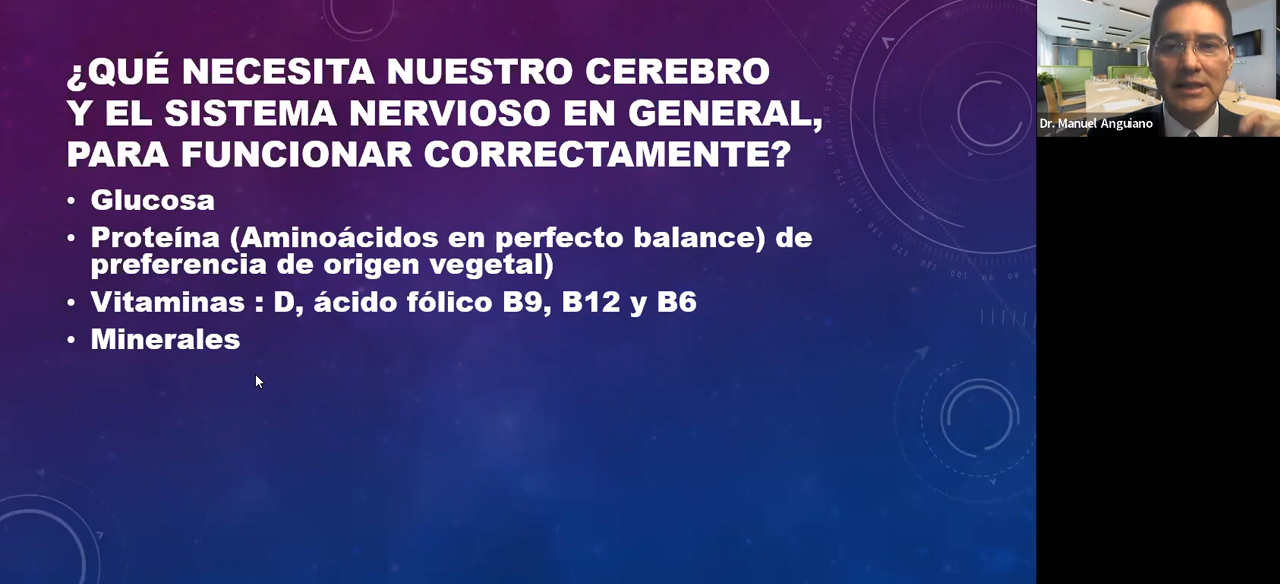 ¿QUÉ NECESITA NUESTRO CEREBRO
Y EL SISTEMA NERVIOSO EN GENERAL,
PARA FUNCIONAR CORRECTAMENTE?
• Glucosa
• Proteína (Aminoácidos en perfecto balance) de
preferencia de origen vegetal)
• Vitaminas : D, ácido fólico B9, B12 y B6
• Minerales
Dr. Manuel Anguiano